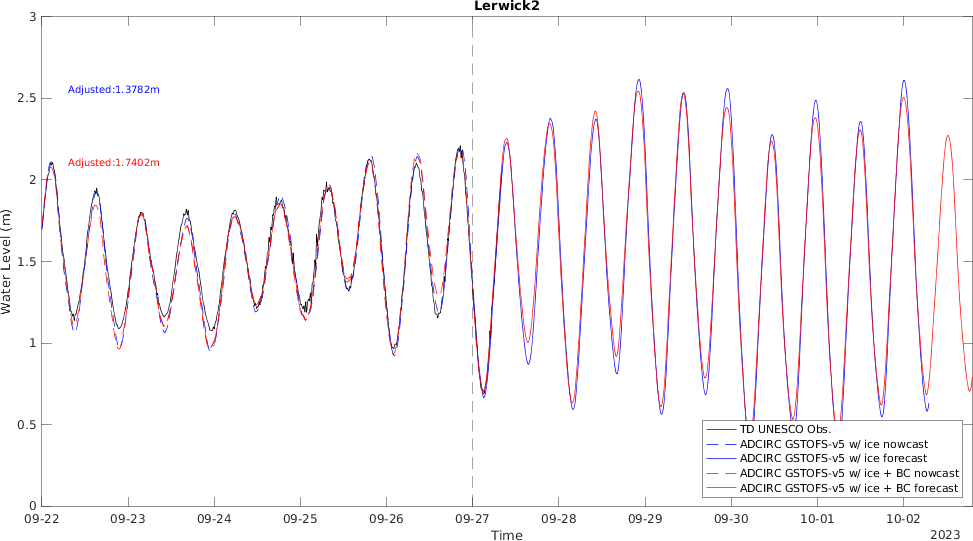 Lerwick2
3
2.5
2
1.5
1
0.5
0
Water Level (m)
Adjusted:1.3782m
Adjusted:1.7402m
TD UNESCO Obs.
ADCIRC GSTOFS-v5 w/ ice nowcast
ADCIRC GSTOFS-v5 w/ ice forecast
ADCIRC GSTOFS-v5 w/ ice + BC nowcast
ADCIRC GSTOFS-v5 w/ ice + BC forecast
09-22 09-23 09-24 09-25 09-26 09-27 09-28 09-29 09-30 10-01 10-02
Time
2023